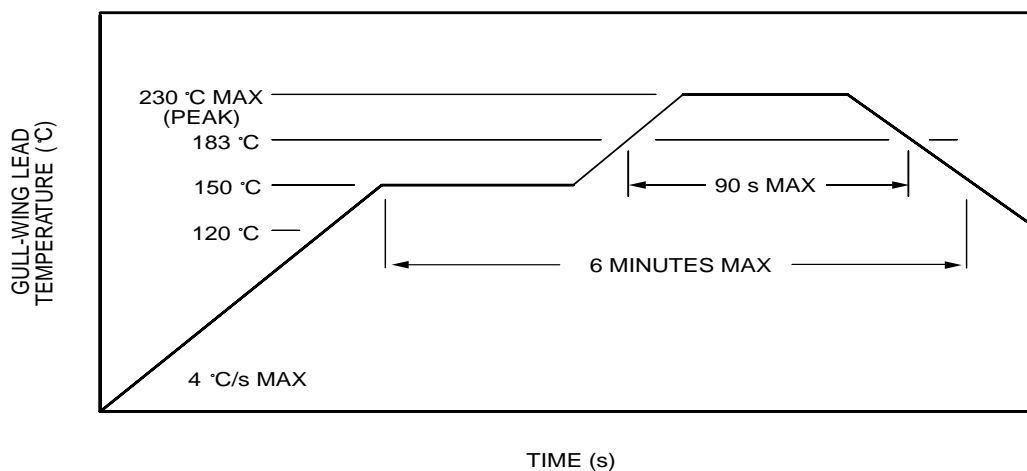 230 °C MAX
(PEAK)
183 °C
150 °C
120 °C
4 °C/s MAX
90 s MAX
6 MINUTES MAX
GULL-WING LEAD
TEMPERATURE (°C)
TIME (s)